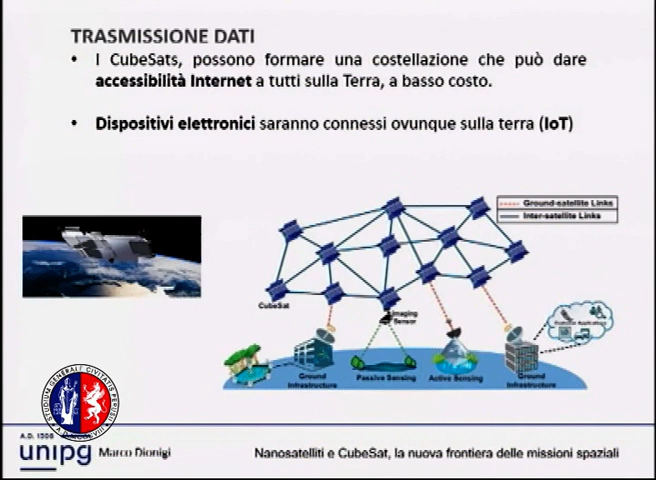 TRASMISSIONE DATI
• I CubeSats, possono formare una costellazione che può dare
accessibilità Internet a tutti sulla Terra, a basso costo.
• Dispositivi elettronici saranno connessi ovunque sulla terra (IoT)
Ground-satellite Links
Inter-satellite Links
CubeSat
Imaging
Sensor
Customer Applications
Ground
Infrastructure
Passive Sensing
Active Sensing
Ground
Infrastructure
A.D. 1308
unipg
Marco Dionigi
Nanosatelliti e CubeSat, la nuova frontiera delle missioni spaziali